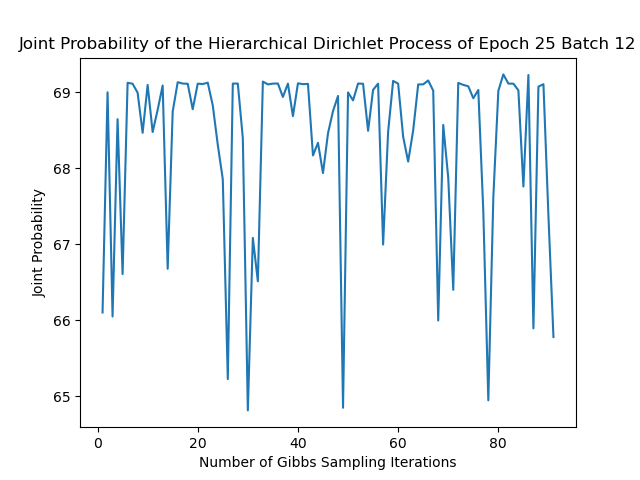 Joint Probability of the Hierarchical Dirichlet Process of Epoch 25 Batch 12
69
68
67
66
65
Joint Probability
0 20 40 60 80
Number of Gibbs Sampling Iterations